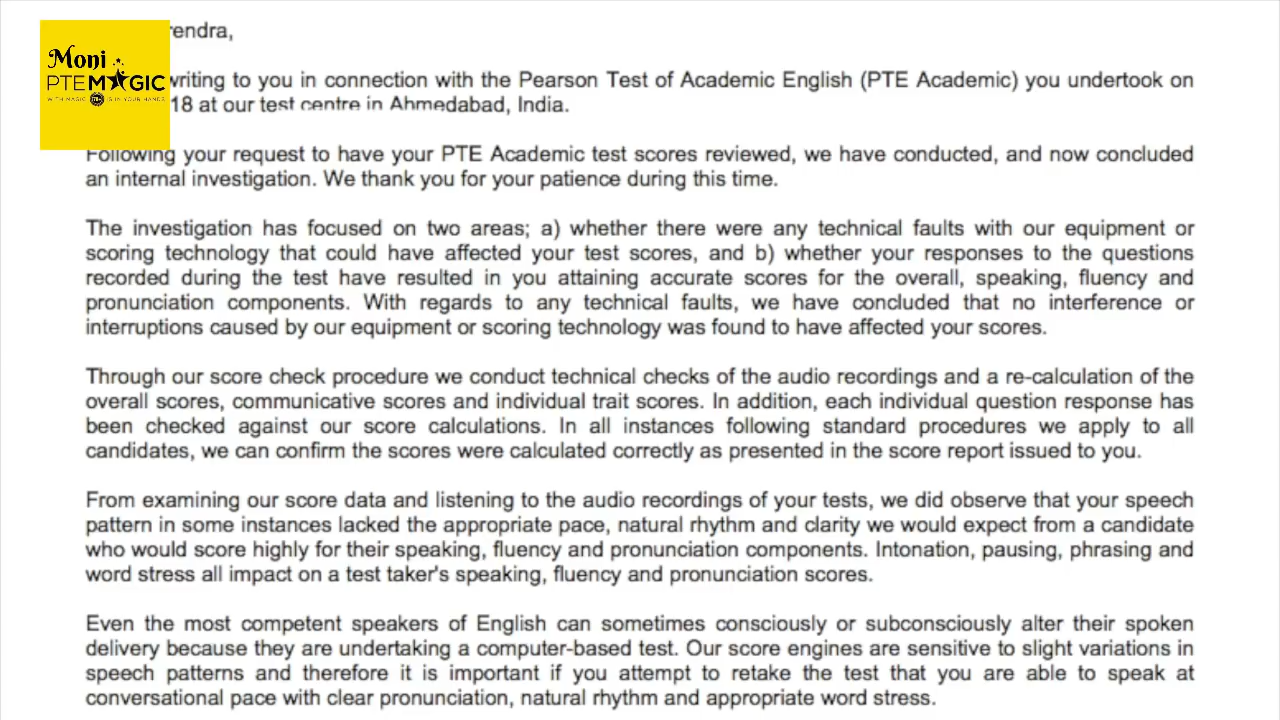 Moni
PTEMAGIC
WITH MAGIC 79+ IS IN YOUR HANDS
rendra,
writing to you in connection with the Pearson Test of Academic English (PTE Academic) you undertook on
18 at our test centre in Ahmedabad, India.
Following your request to have your PTE Academic test scores reviewed, we have conducted, and now concluded
an internal investigation. We thank you for your patience during this time.
The investigation has focused on two areas; a) whether there were any technical faults with our equipment or
scoring technology that could have affected your test scores, and b) whether your responses to the questions
recorded during the test have resulted in you attaining accurate scores for the overall, speaking, fluency and
pronunciation components. With regards to any technical faults, we have concluded that no interference or
interruptions caused by our equipment or scoring technology was found to have affected your scores.
Through our score check procedure we conduct technical checks of the audio recordings and a re-calculation of the
overall scores, communicative scores and individual trait scores. In addition, each individual question response has
been checked against our score calculations. In all instances following standard procedures we apply to all
candidates, we can confirm the scores were calculated correctly as presented in the score report issued to you.
From examining our score data and listening to the audio recordings of your tests, we did observe that your speech
pattern in some instances lacked the appropriate pace, natural rhythm and clarity we would expect from a candidate
who would score highly for their speaking, fluency and pronunciation components. Intonation, pausing, phrasing and
word stress all impact on a test taker's speaking, fluency and pronunciation scores.
Even the most competent speakers of English can sometimes consciously or subconsciously alter their spoken
delivery because they are undertaking a computer-based test. Our score engines are sensitive to slight variations in
speech patterns and therefore it is important if you attempt to retake the test that you are able to speak at
conversational pace with clear pronunciation, natural rhythm and appropriate word stress.